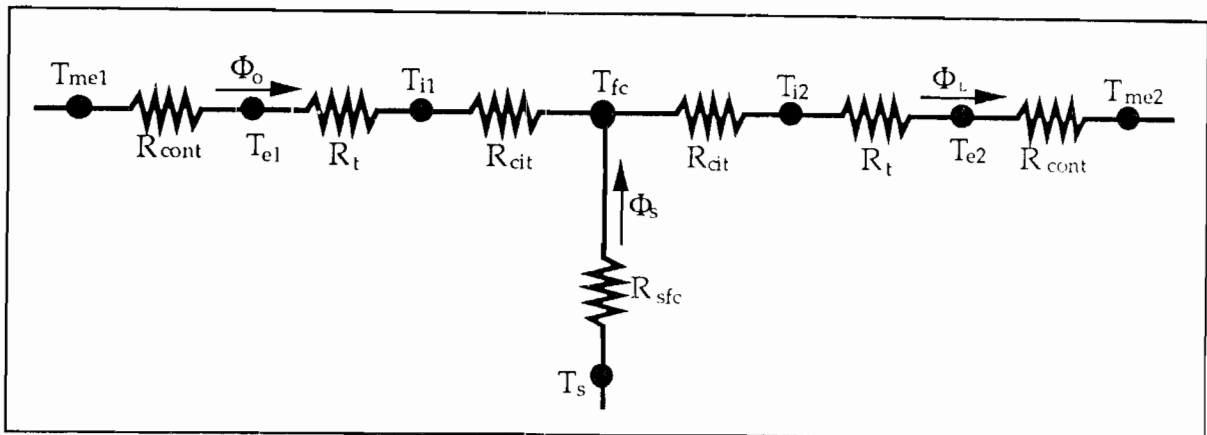 Tme1 Φo Ti1 Tfc Ti2 ΦL Tme2
Rcont Te1 Rt Rcit Rcit Rt Te2 Rcont
Φs
Rsfc
Ts